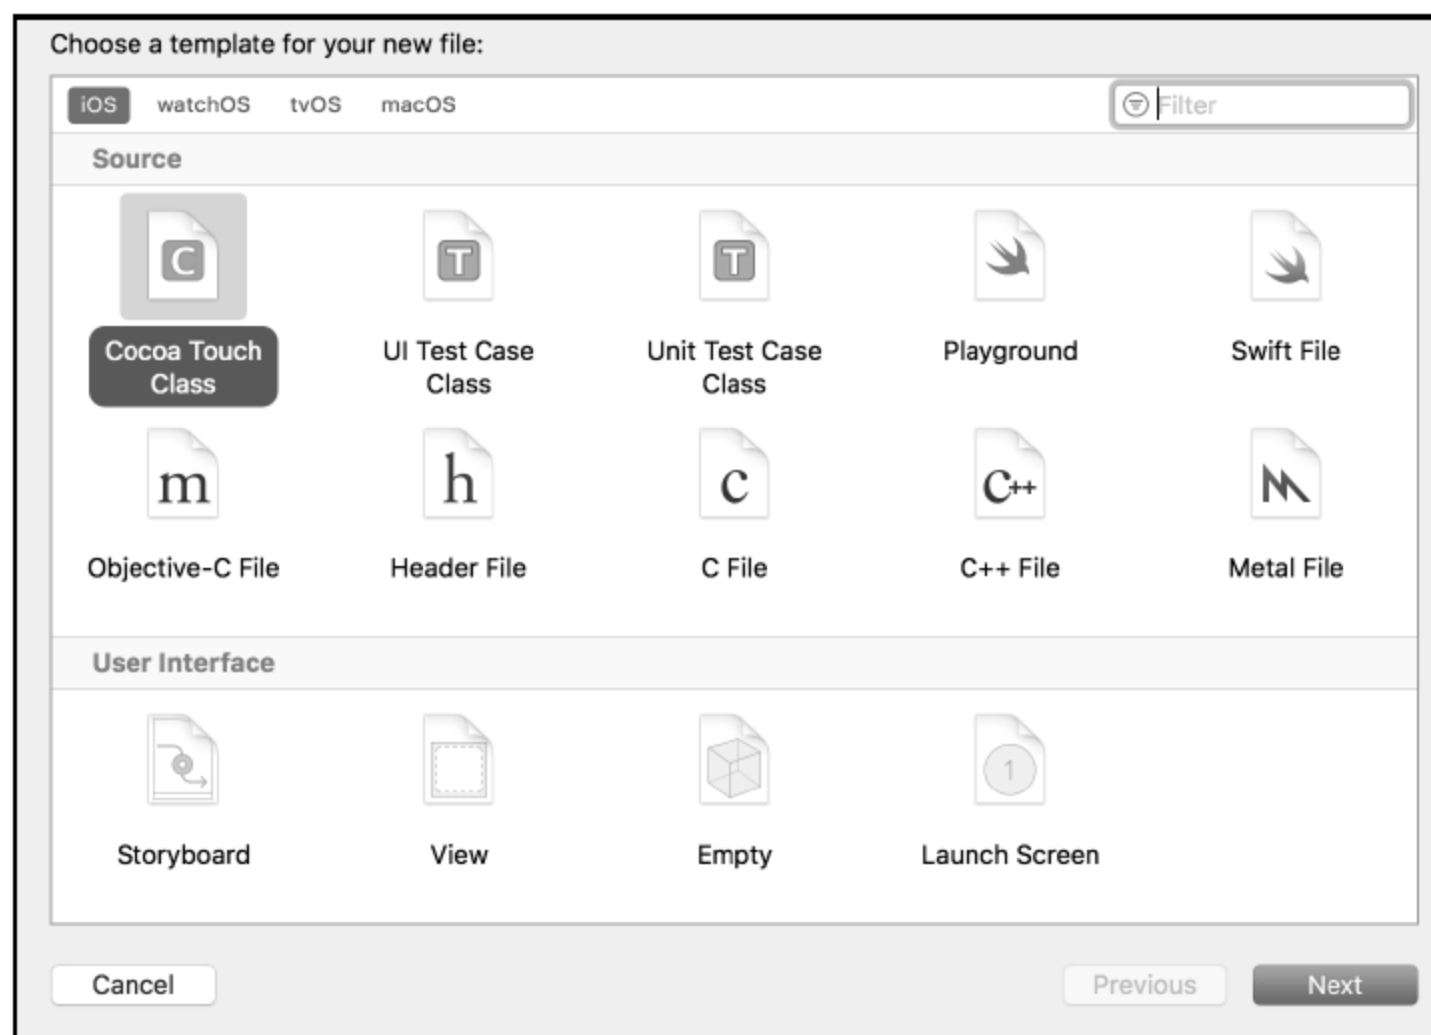 Choose a template for your new file:
iOS watchOS tvOS macOS Filter
Source
C T T
Cocoa Touch Class
UI Test Case Class
Unit Test Case Class
Playground
Swift File
m h c C++
Objective-C File
Header File
C File
C++ File
Metal File
User Interface
1
Storyboard
View
Empty
Launch Screen
Cancel Previous Next